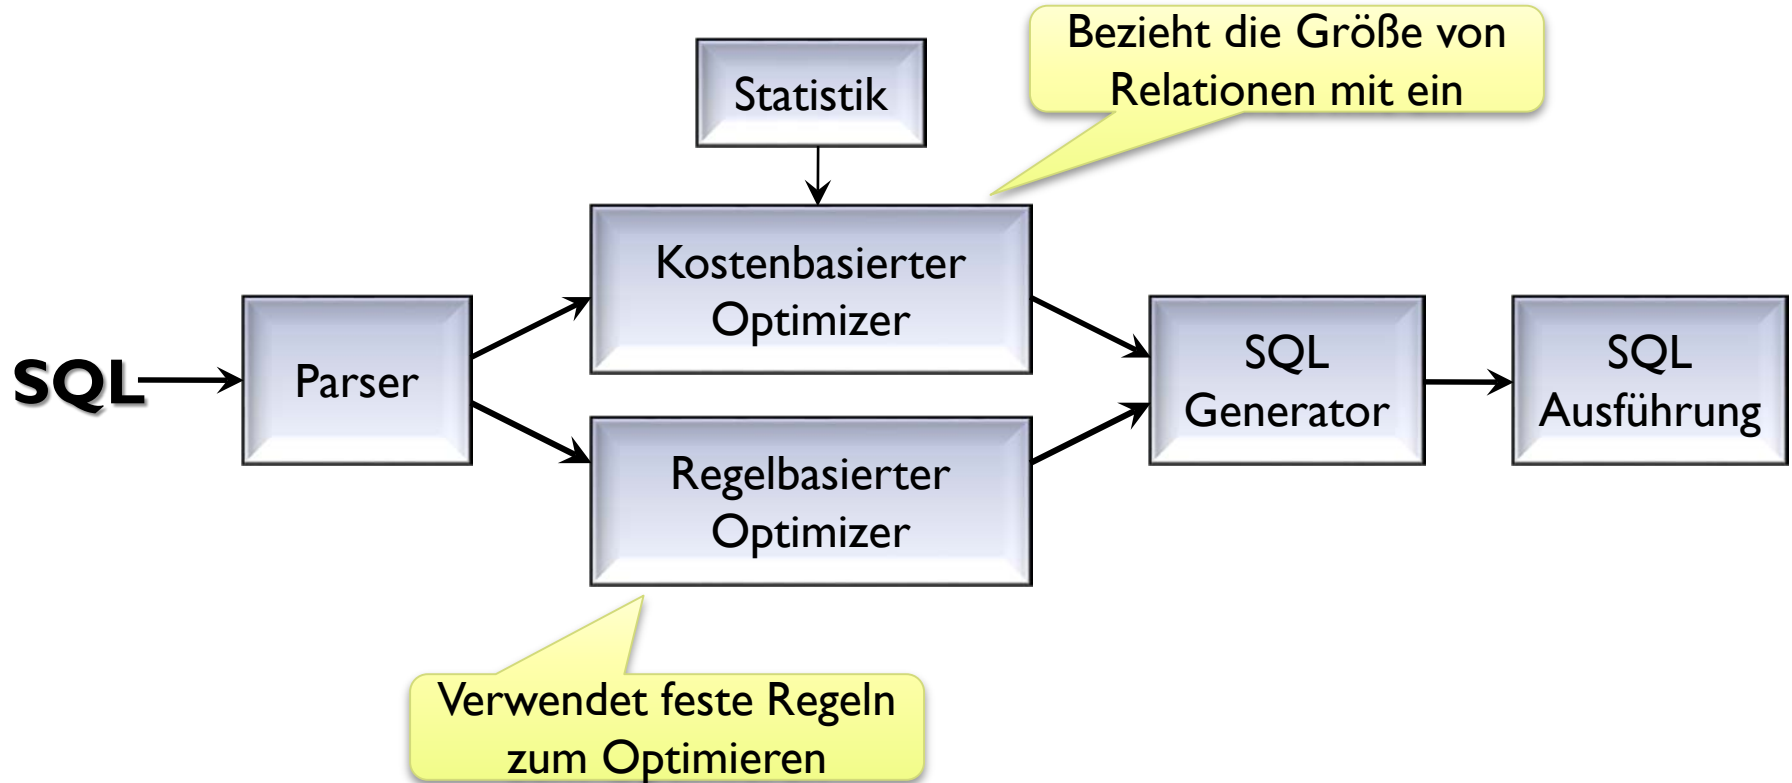 Bezieht die Größe von
Relationen mit ein
Statistik
Kostenbasierter
Optimizer
SQL
Parser
SQL
Generator
SQL
Ausführung
Regelbasierter
Optimizer
Verwendet feste Regeln
zum Optimieren